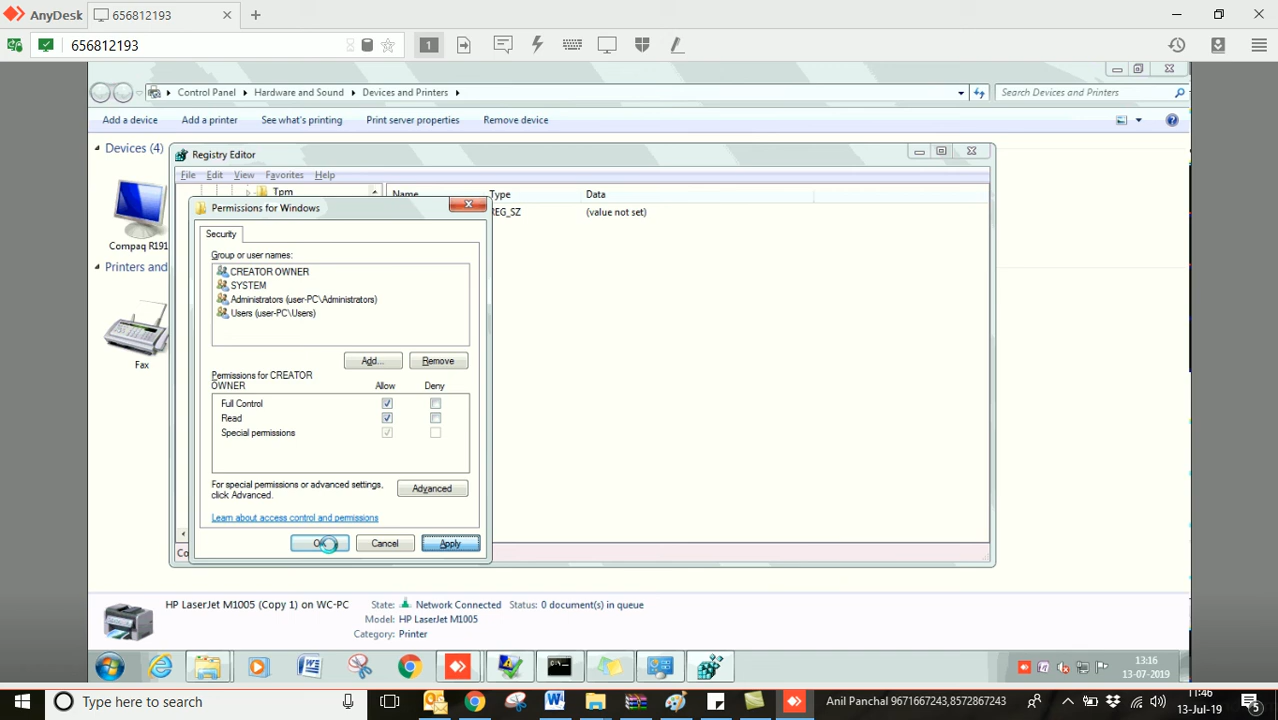 AnyDesk 656812193
656812193 1
Control Panel Hardware and Sound Devices and Printers Search Devices and Printers
Add a device Add a printer See what's printing Print server properties Remove device
Devices (4)
Compaq R191
Printers and
Fax
Registry Editor
File Edit View Favorites Help
Tpm
Name Type Data
REG_SZ (value not set)
Permissions for Windows
Security
Group or user names:
CREATOR OWNER
SYSTEM
Administrators (user-PC\Administrators)
Users (user-PC\Users)
Add... Remove
Permissions for CREATOR
OWNER Allow Deny
Full Control
Read
Special permissions
For special permissions or advanced settings,
click Advanced. Advanced
Learn about access control and permissions
OK Cancel Apply
Co
HP LaserJet M1005 (Copy 1) on WC-PC State: Network Connected Status: 0 document(s) in queue
Model: HP LaserJet M1005
Category: Printer
13:16
13-07-2019
Type here to search Anil Panchal 9671667243,8572867243 11:46
13-Jul-19 5